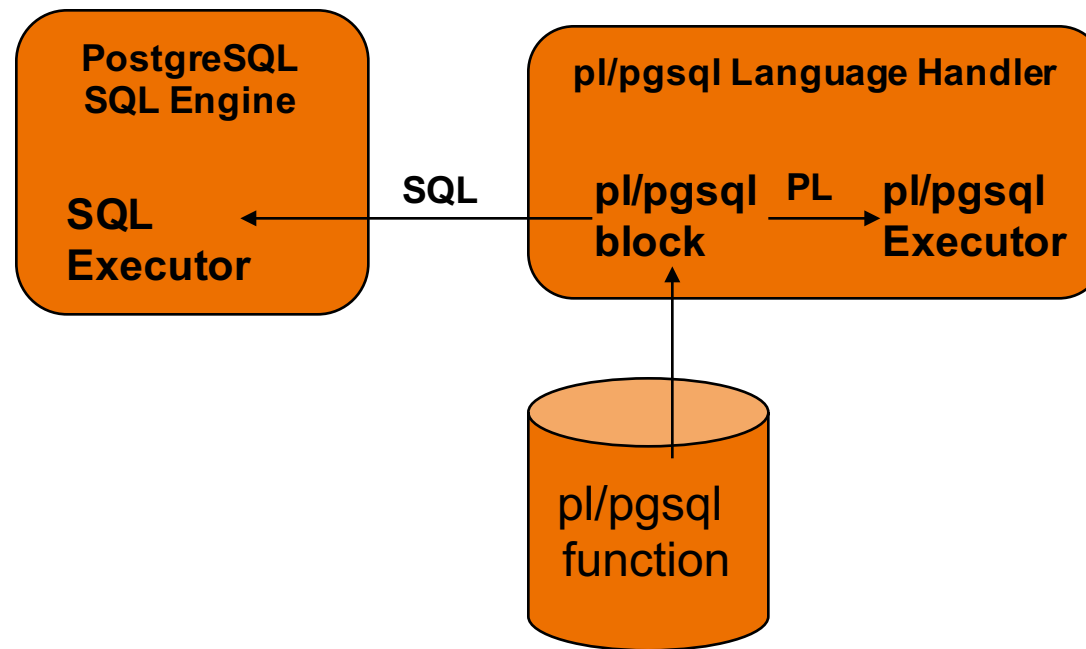 PostgreSQL
SQL Engine
pl/pgsql Language Handler
SQL
SQL
Executor
pl/pgsql
block
PL
pl/pgsql
Executor
pl/pgsql
function